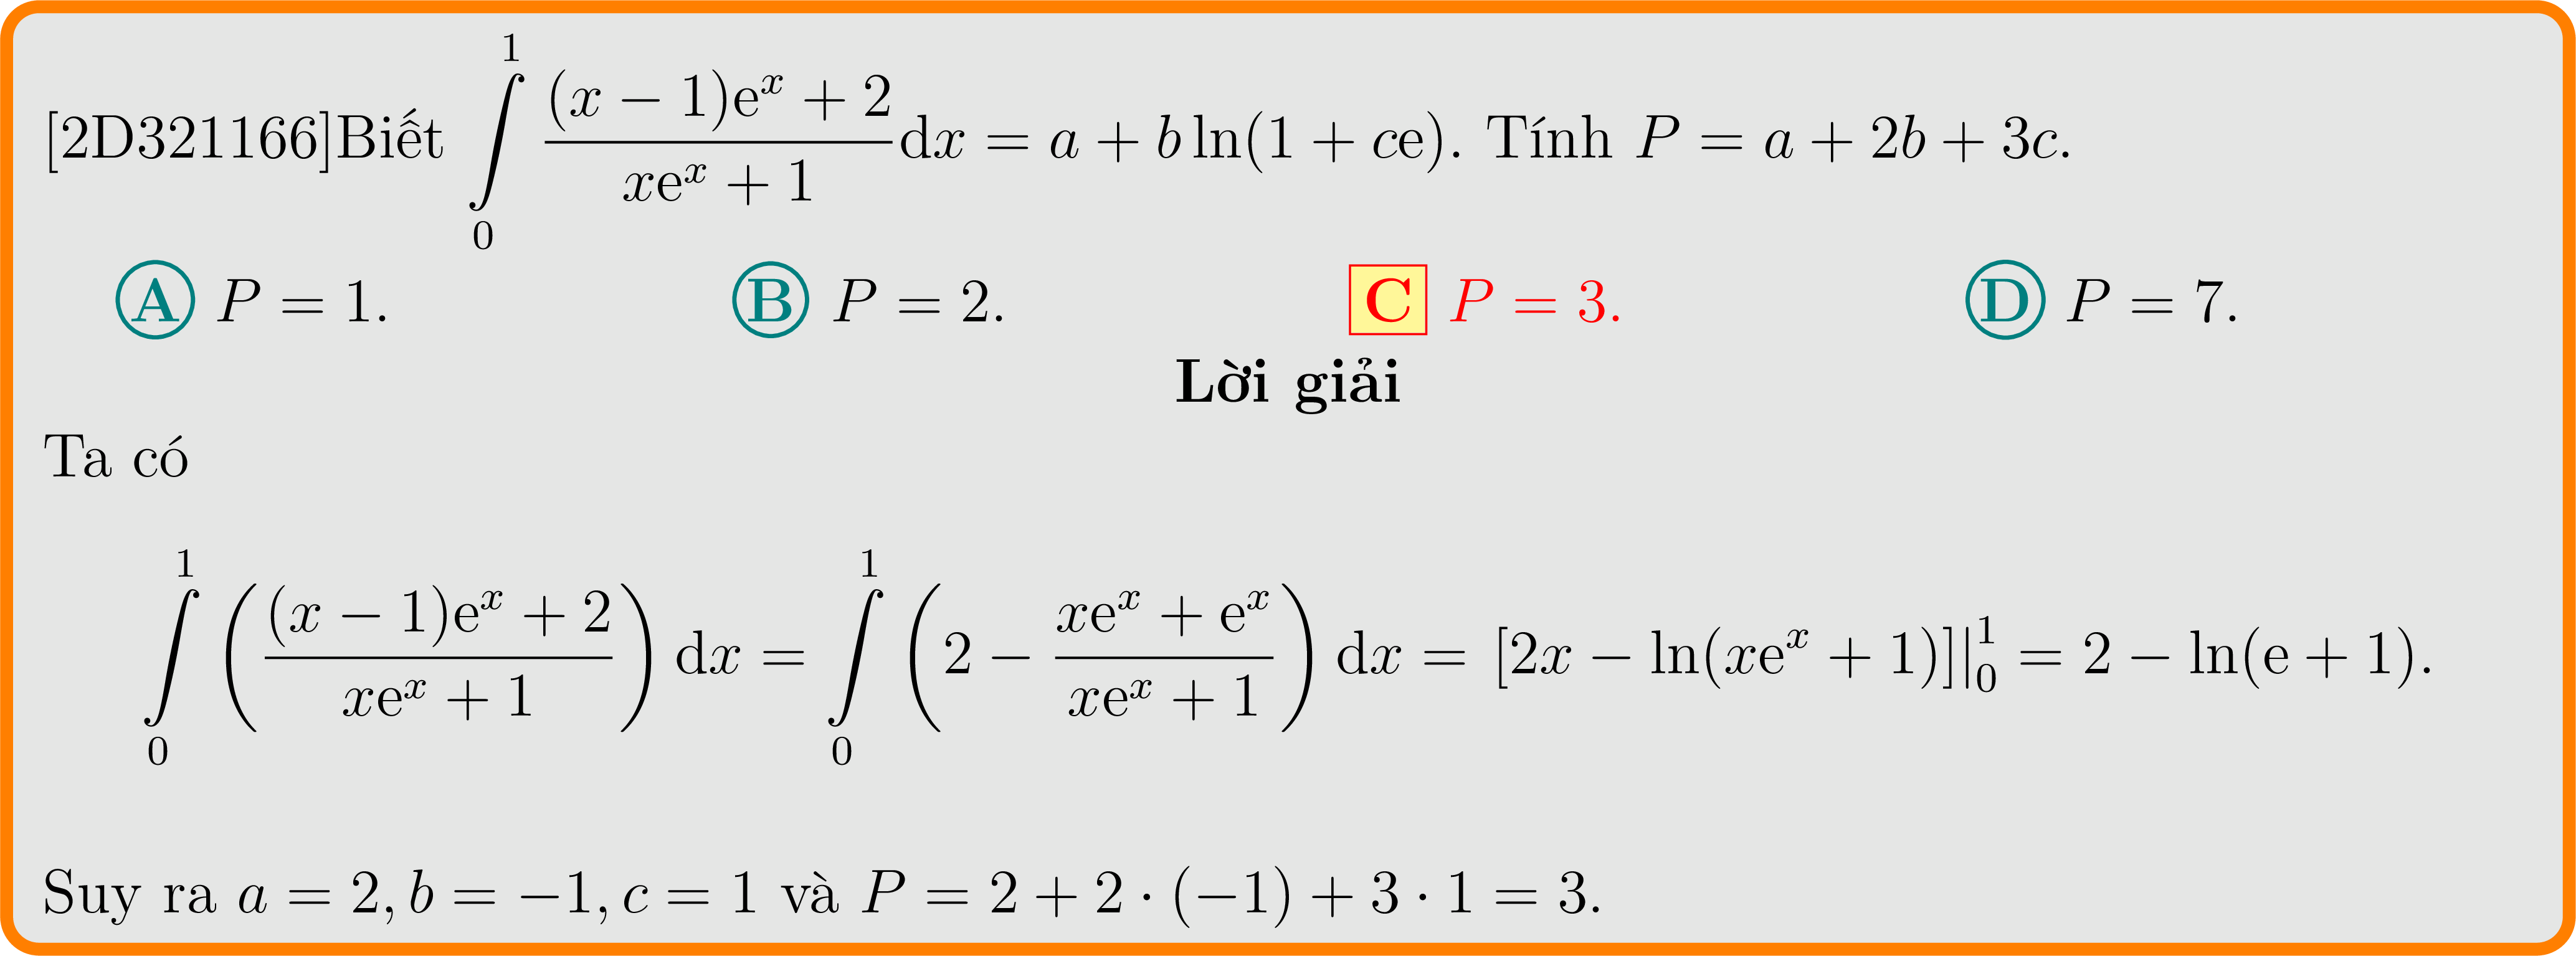 [2D321166]Biết $\int\limits_0^1 \frac{(x-1)\mathrm{e}^x+2}{x\mathrm{e}^x+1}\mathrm{d}x = a + b\ln(1+c\mathrm{e})$. Tính $P = a + 2b + 3c$.
A P = 1. B P = 2. C P = 3. D P = 7.
Lời giải
Ta có
$\int\limits_0^1 \left(\frac{(x-1)\mathrm{e}^x+2}{x\mathrm{e}^x+1}\right)\mathrm{d}x = \int\limits_0^1 \left(2 - \frac{x\mathrm{e}^x+\mathrm{e}^x}{x\mathrm{e}^x+1}\right)\mathrm{d}x = [2x - \ln(x\mathrm{e}^x+1)]\big|_0^1 = 2 - \ln(\mathrm{e}+1).$
Suy ra $a = 2, b = -1, c = 1$ và $P = 2 + 2\cdot(-1) + 3\cdot 1 = 3$.